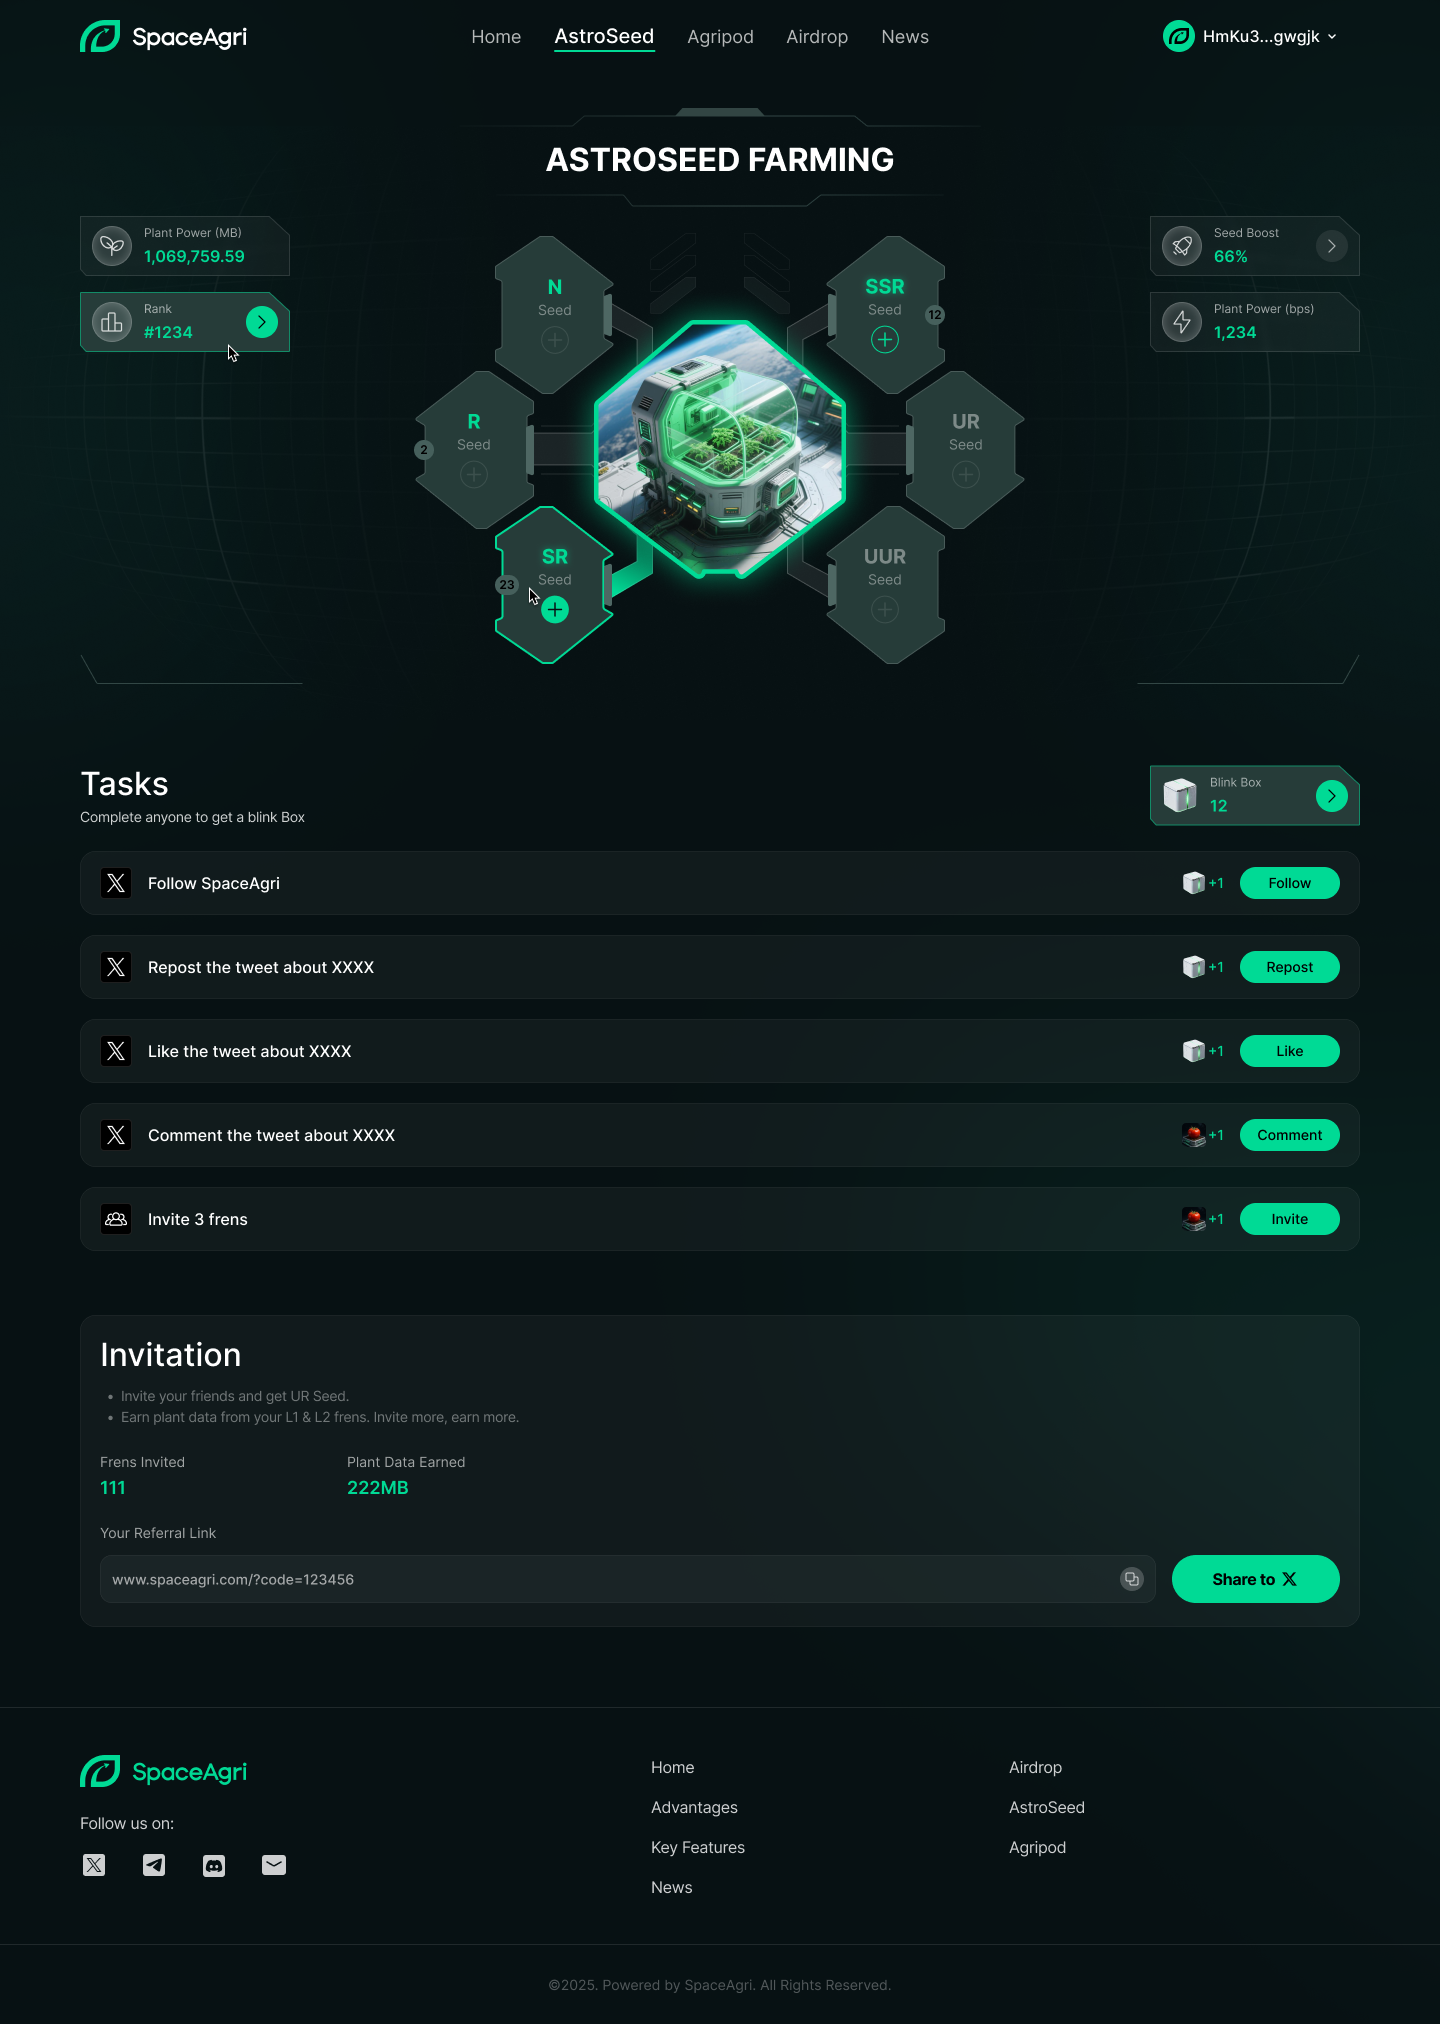 SpaceAgri
Home AstroSeed Agripod Airdrop News
HmKu3...gwgjk
ASTROSEED FARMING
Plant Power (MB)
1,069,759.59
Rank
#1234
Seed Boost
66%
Plant Power (bps)
1,234
N
Seed
SSR
Seed
12
R
Seed
2
UR
Seed
SR
Seed
23
UUR
Seed
Tasks
Complete anyone to get a blink Box
Blink Box
12
Follow SpaceAgri +1 Follow
Repost the tweet about XXXX +1 Repost
Like the tweet about XXXX +1 Like
Comment the tweet about XXXX +1 Comment
Invite 3 frens +1 Invite
Invitation
• Invite your friends and get UR Seed.
• Earn plant data from your L1 & L2 frens. Invite more, earn more.
Frens Invited
111
Plant Data Earned
222MB
Your Referral Link
www.spaceagri.com/?code=123456
Share to X
SpaceAgri
Follow us on:
Home
Advantages
Key Features
News
Airdrop
AstroSeed
Agripod
©2025. Powered by SpaceAgri. All Rights Reserved.